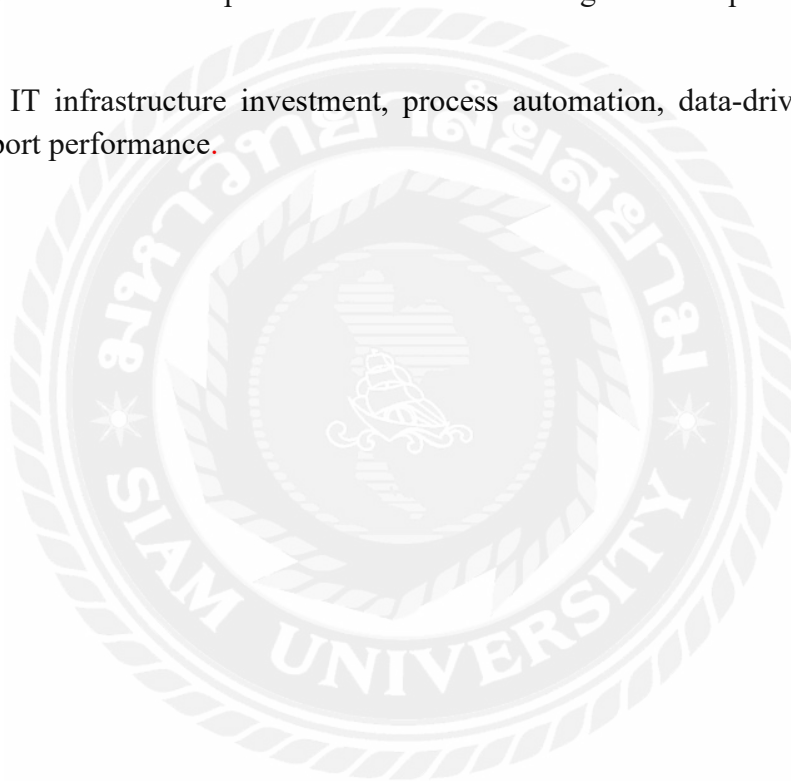 IT infrastructure investment, process automation, data-driv
port performance.
มหาวิทยาลัยสยาม
SIAM UNIVERSITY